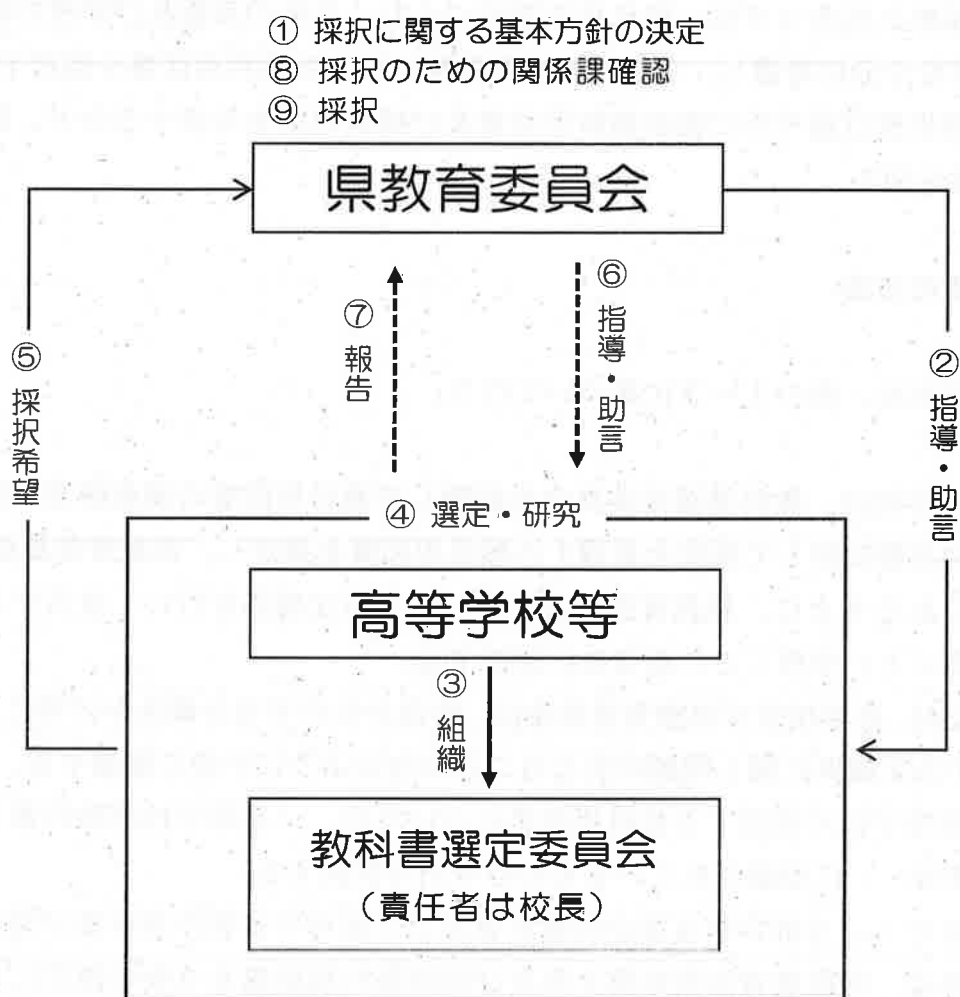 ① 採択に関する基本方針の決定
⑧ 採択のための関係課確認
⑨ 採択
県教育委員会
⑤ 採択希望
⑦ 報告
⑥ 指導・助言
② 指導・助言
④ 選定・研究
高等学校等
③ 組織
教科書選定委員会
(責任者は校長)